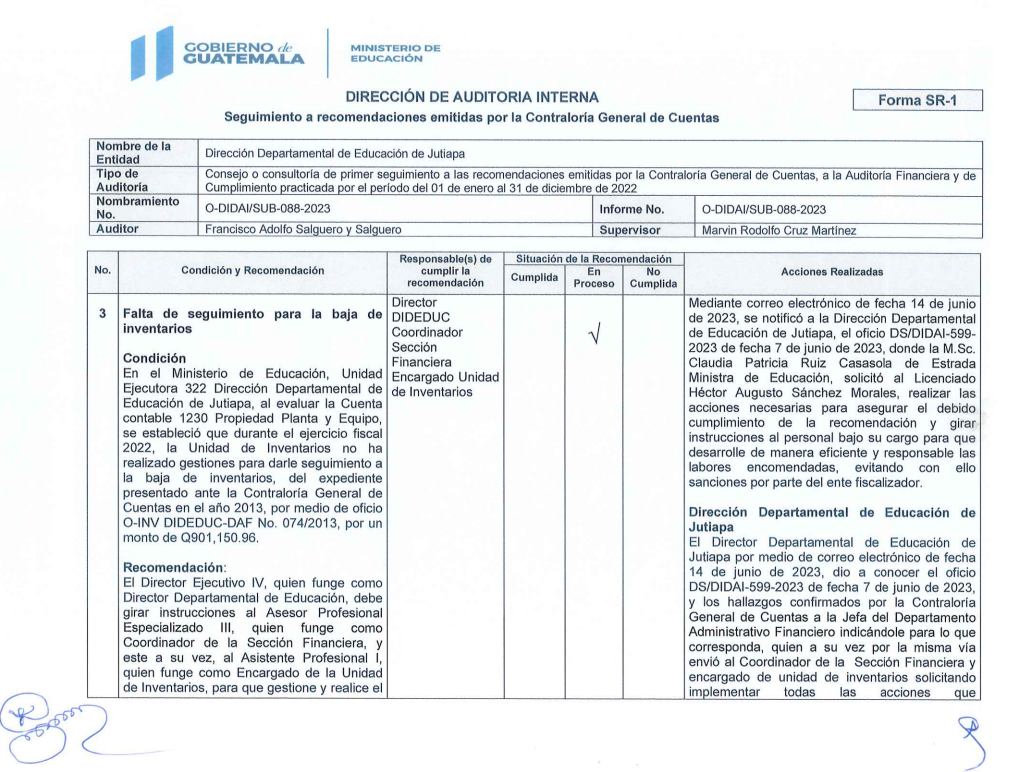 GOBIERNO de
GUATEMALA
MINISTERIO DE
EDUCACIÓN
DIRECCIÓN DE AUDITORIA INTERNA
Forma SR-1
Seguimiento a recomendaciones emitidas por la Contraloría General de Cuentas
Nombre de la
Entidad
Dirección Departamental de Educación de Jutiapa
Tipo de
Auditoría
Consejo o consultoría de primer seguimiento a las recomendaciones emitidas por la Contraloría General de Cuentas, a la Auditoría Financiera y de
Cumplimiento practicada por el período del 01 de enero al 31 de diciembre de 2022
Nombramiento
No.
O-DIDAI/SUB-088-2023
Informe No.
O-DIDAI/SUB-088-2023
Auditor
Francisco Adolfo Salguero y Salguero
Supervisor
Marvin Rodolfo Cruz Martínez
No.
Condición y Recomendación
Responsable(s) de
cumplir la
recomendación
Situación de la Recomendación
Cumplida
En
Proceso
No
Cumplida
Acciones Realizadas
3
Falta de seguimiento para la baja de
inventarios
Condición
En el Ministerio de Educación, Unidad
Ejecutora 322 Dirección Departamental de
Educación de Jutiapa, al evaluar la Cuenta
contable 1230 Propiedad Planta y Equipo,
se estableció que durante el ejercicio fiscal
2022, la Unidad de Inventarios no ha
realizado gestiones para darle seguimiento a
la baja de inventarios, del expediente
presentado ante la Contraloría General de
Cuentas en el año 2013, por medio de oficio
O-INV DIDEDUC-DAF No. 074/2013, por un
monto de Q901,150.96.
Recomendación:
El Director Ejecutivo IV, quien funge como
Director Departamental de Educación, debe
girar instrucciones al Asesor Profesional
Especializado III, quien funge como
Coordinador de la Sección Financiera, y
este a su vez, al Asistente Profesional I,
quien funge como Encargado de la Unidad
de Inventarios, para que gestione y realice el
Director
DIDEDUC
Coordinador
Sección
Financiera
Encargado Unidad
de Inventarios
√
Mediante correo electrónico de fecha 14 de junio
de 2023, se notificó a la Dirección Departamental
de Educación de Jutiapa, el oficio DS/DIDAI-599-
2023 de fecha 7 de junio de 2023, donde la M.Sc.
Claudia Patricia Ruiz Casasola de Estrada
Ministra de Educación, solicitó al Licenciado
Héctor Augusto Sánchez Morales, realizar las
acciones necesarias para asegurar el debido
cumplimiento de la recomendación y girar
instrucciones al personal bajo su cargo para que
desarrolle de manera eficiente y responsable las
labores encomendadas, evitando con ello
sanciones por parte del ente fiscalizador.
Dirección Departamental de Educación de
Jutiapa
El Director Departamental de Educación de
Jutiapa por medio de correo electrónico de fecha
14 de junio de 2023, dio a conocer el oficio
DS/DIDAI-599-2023 de fecha 7 de junio de 2023,
y los hallazgos confirmados por la Contraloría
General de Cuentas a la Jefa del Departamento
Administrativo Financiero indicándole para lo que
corresponda, quien a su vez por la misma vía
envió al Coordinador de la Sección Financiera y
encargado de unidad de inventarios solicitando
implementar todas las acciones que